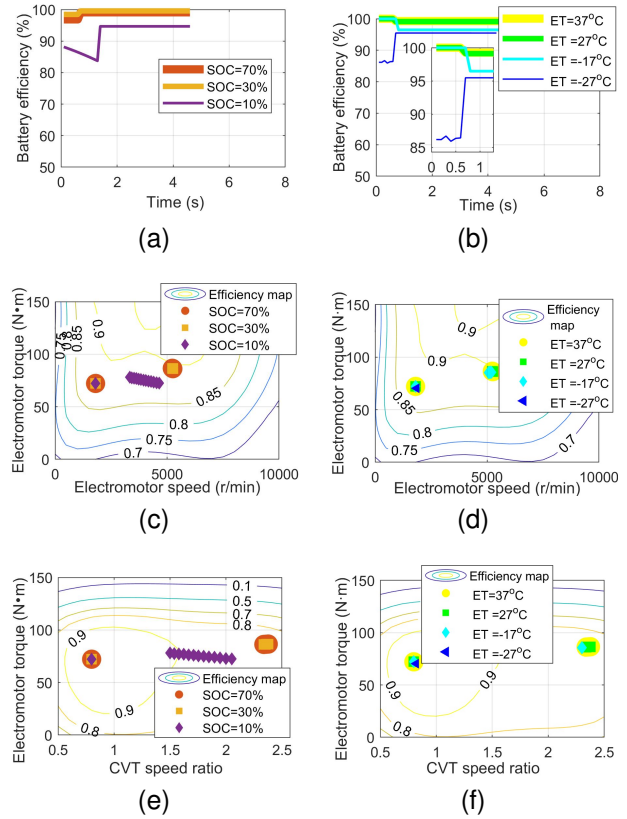 Battery efficiency (%)
100
90
80
70
60
50
0
2
4
6
8
Time (s)
SOC=70%
SOC=30%
SOC=10%
(a)
Battery efficiency (%)
100
90
80
70
60
50
0
2
4
6
8
Time (s)
100
95
90
85
0
0.5
1
ET=37°C
ET =27°C
ET =-17°C
ET =-27°C
(b)
Electromotor torque (N•m)
150
100
50
0
0
5000
10000
Electromotor speed (r/min)
0.75
0.8
0.85
0.9
0.85
0.8
0.75
0.7
Efficiency map
SOC=70%
SOC=30%
SOC=10%
(c)
Electromotor torque (N·m)
150
100
50
0
0
5000
10000
Electromotor speed (r/min)
0.9
0.9
0.85
0.8
0.75
0.7
Efficiency
map
ET=37°C
ET =27°C
ET =-17°C
ET =-27°C
(d)
Electromotor torque (N•m)
150
100
50
0
0.5
1
1.5
2
2.5
CVT speed ratio
0.1
0.5
0.7
0.8
0.9
0.9
0.8
Efficiency map
SOC=70%
SOC=30%
SOC=10%
(e)
Electromotor torque (N·m)
150
100
50
0
0.5
1
1.5
2
2.5
CVT speed ratio
0.9
0.9
0.8
Efficiency map
ET=37°C
ET =27°C
ET =-17°C
ET =-27°C
(f)